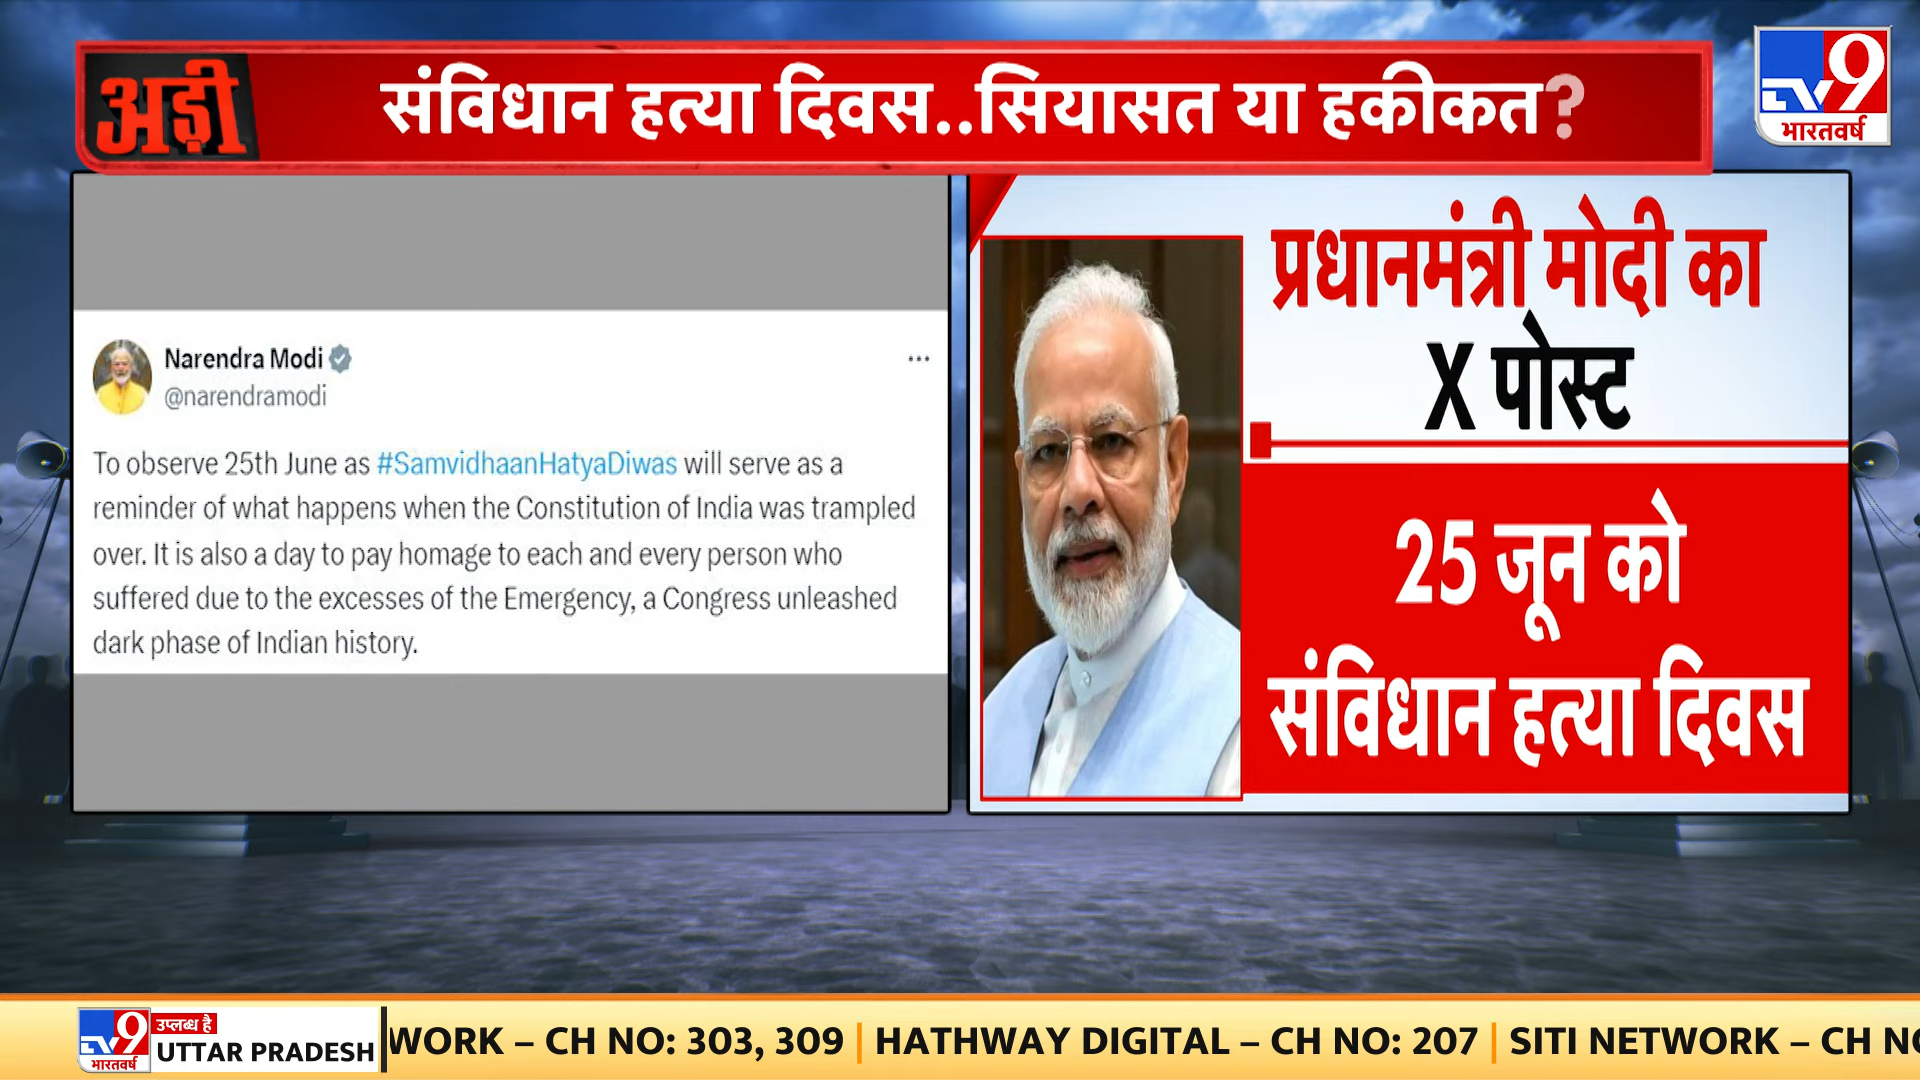 अड़ी
संविधान हत्या दिवस..सियासत या हकीकत?
TV9
भारतवर्ष
Narendra Modi
@narendramodi
To observe 25th June as #SamvidhaanHatyaDiwas will serve as a
reminder of what happens when the Constitution of India was trampled
over. It is also a day to pay homage to each and every person who
suffered due to the excesses of the Emergency, a Congress unleashed
dark phase of Indian history.
प्रधानमंत्री मोदी का
X पोस्ट
25 जून को
संविधान हत्या दिवस
TV9
भारतवर्ष
उप्लब्ध है
UTTAR PRADESH
WORK – CH NO: 303, 309 | HATHWAY DIGITAL – CH NO: 207 | SITI NETWORK – CH NO